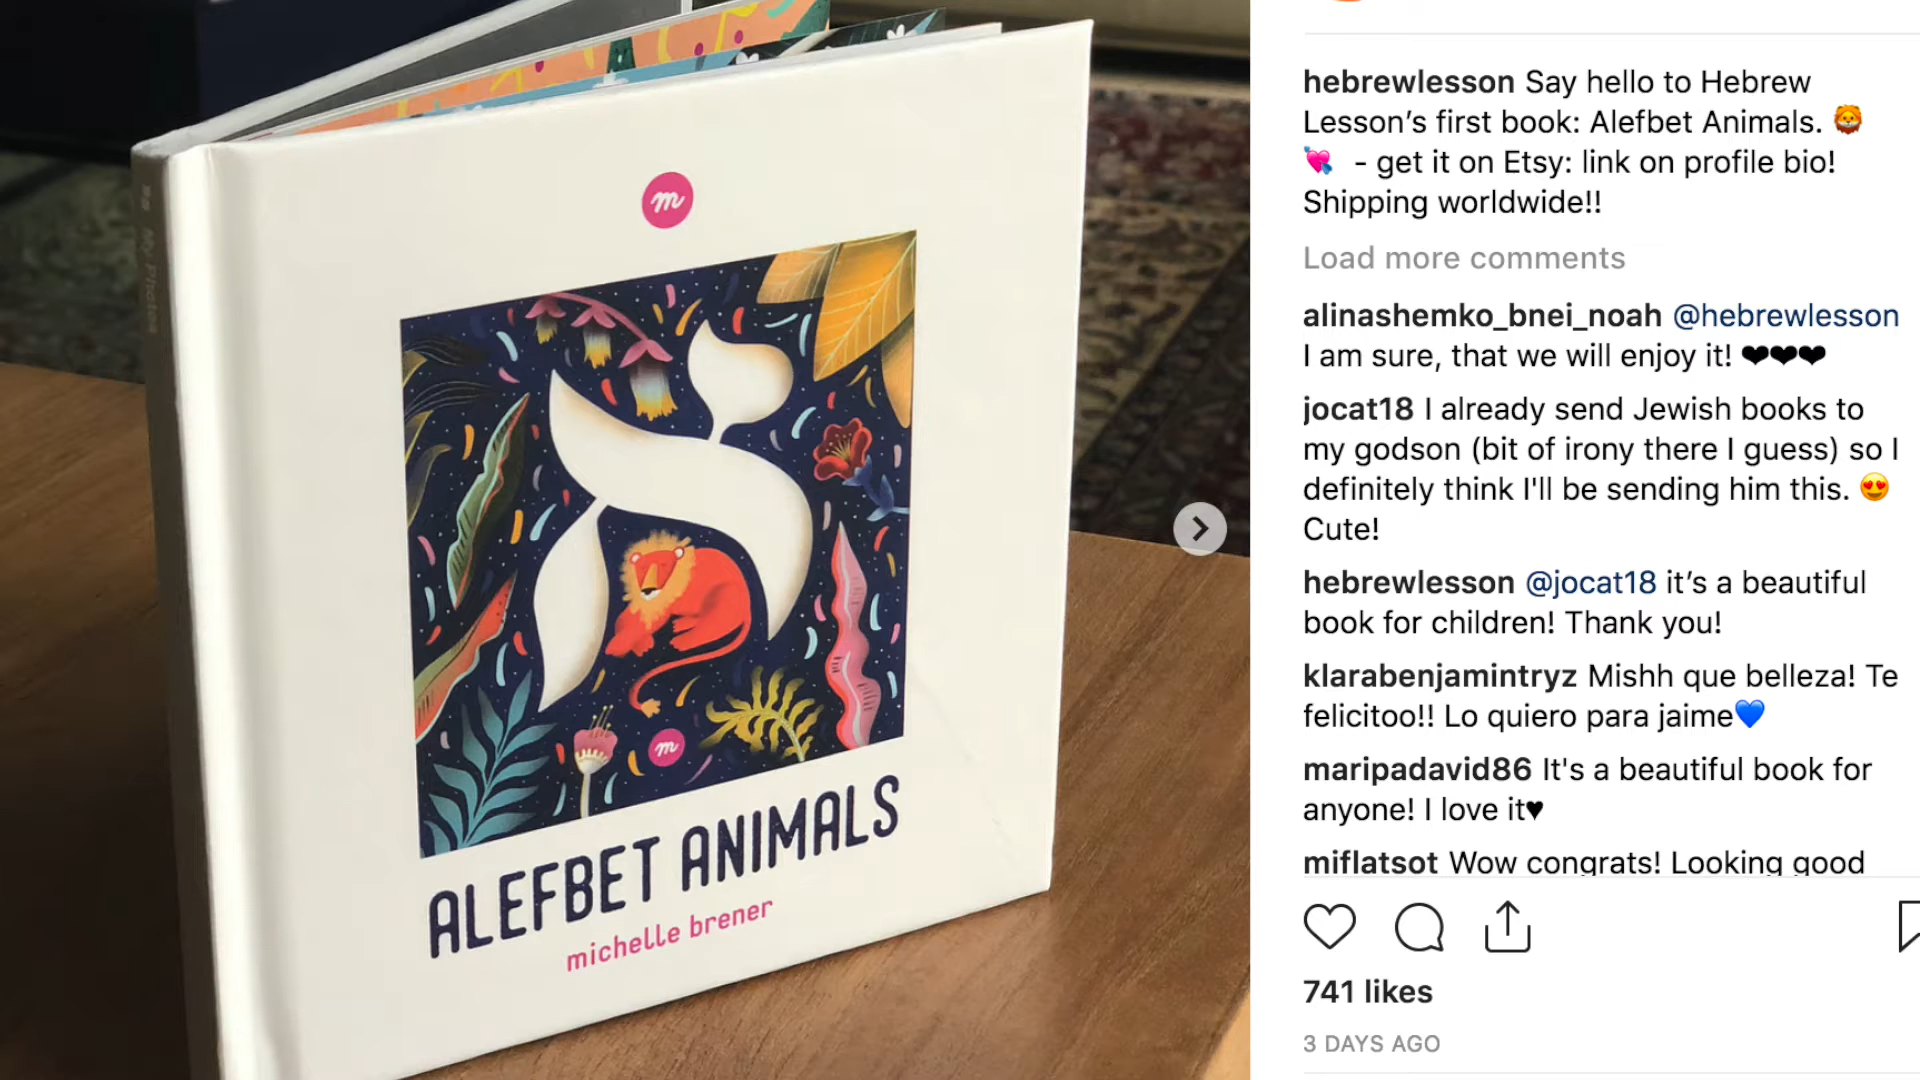 m
א
m
ALEFBET ANIMALS
michelle brener
hebrewlesson Say hello to Hebrew
Lesson’s first book: Alefbet Animals. 🦁
💘 - get it on Etsy: link on profile bio!
Shipping worldwide!!
Load more comments
alinashemko_bnei_noah @hebrewlesson
I am sure, that we will enjoy it! ❤❤❤
jocat18 I already send Jewish books to
my godson (bit of irony there I guess) so I
definitely think I'll be sending him this. 😍
Cute!
hebrewlesson @jocat18 it’s a beautiful
book for children! Thank you!
klarabenjamintryz Mishh que belleza! Te
felicitoo!! Lo quiero para jaime💙
maripadavid86 It's a beautiful book for
anyone! I love it♥
miflatsot Wow congrats! Looking good
741 likes
3 DAYS AGO